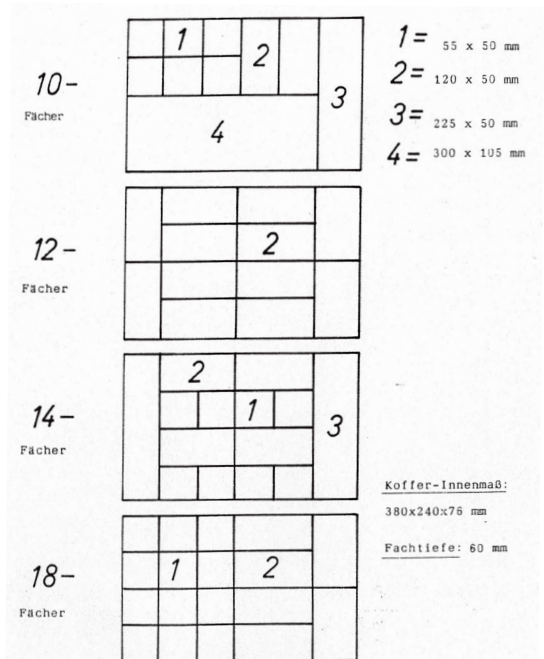 1
2
3
4
10-
Fächer
1= 55 x 50 mm
2= 120 x 50 mm
3= 225 x 50 mm
4= 300 x 105 mm
2
12-
Fächer
2
1
3
14-
Fächer
Koffer-Innenmaß:
380x240x76 mm
Fachtiefe: 60 mm
1
2
18-
Fächer